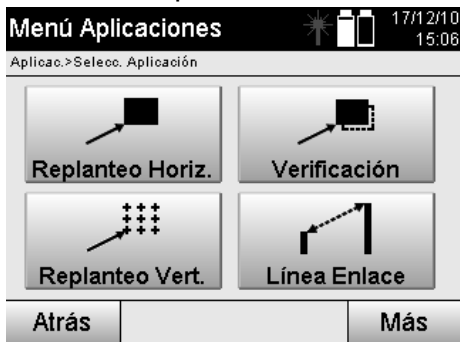 Menú Aplicaciones
17/12/10
15:06
Aplicac.>Selecc. Aplicación
Replanteo Horiz.
Verificación
Replanteo Vert.
Línea Enlace
Atrás
Más